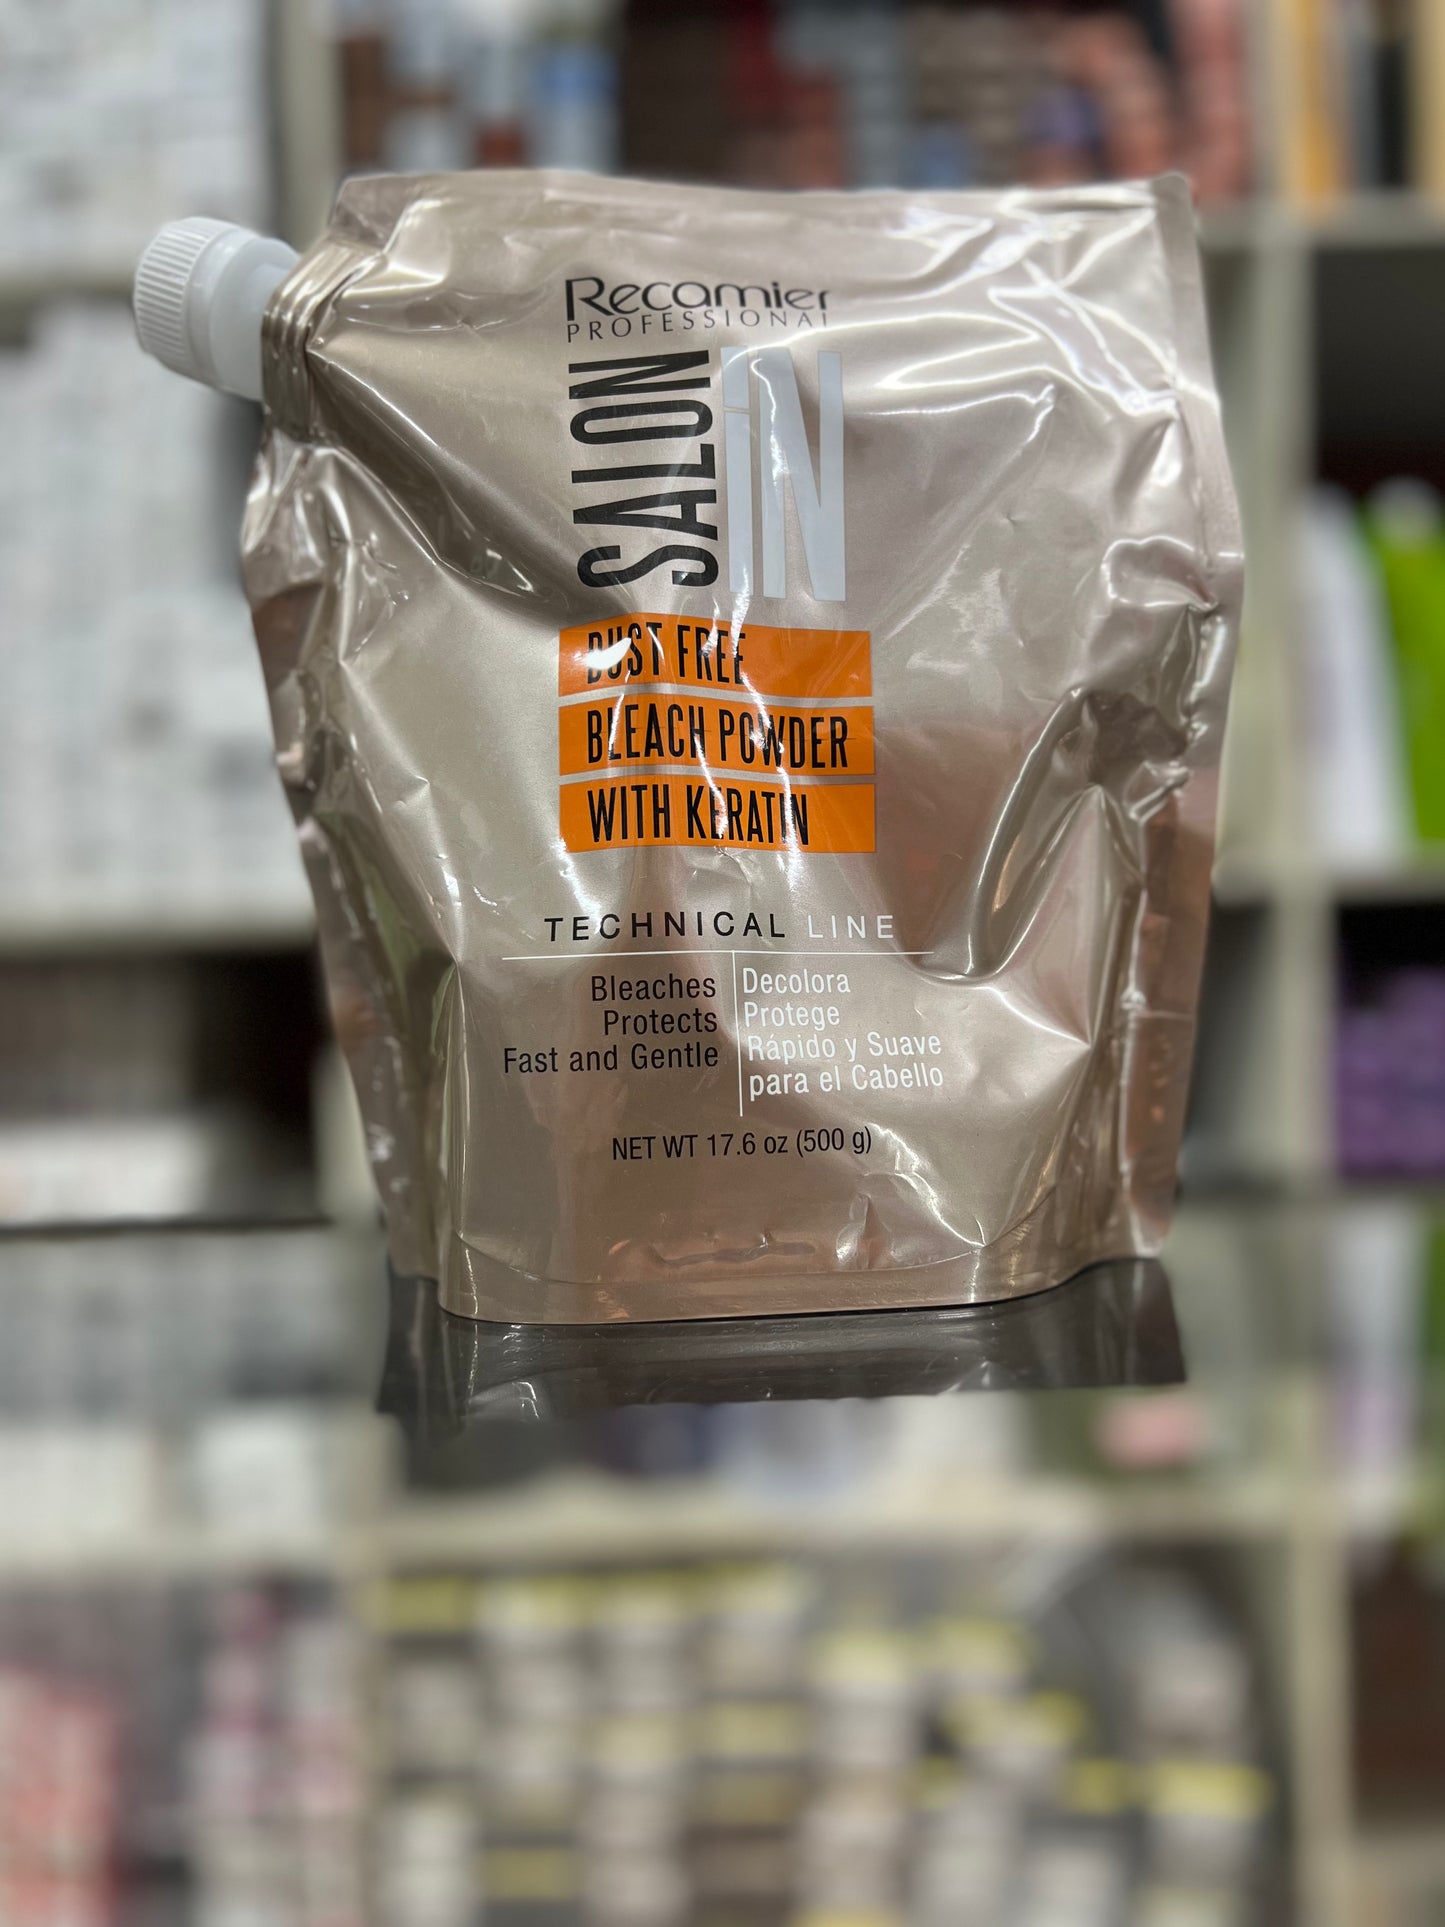 Recamier
PROFESSIONAL
SALON IN
DUST FREE
BLEACH POWDER
WITH KERATIN
TECHNICAL LINE
Bleaches
Protects
Fast and Gentle
Decolora
Protege
Rápido y Suave
para el Cabello
NET WT 17.6 oz (500 g)